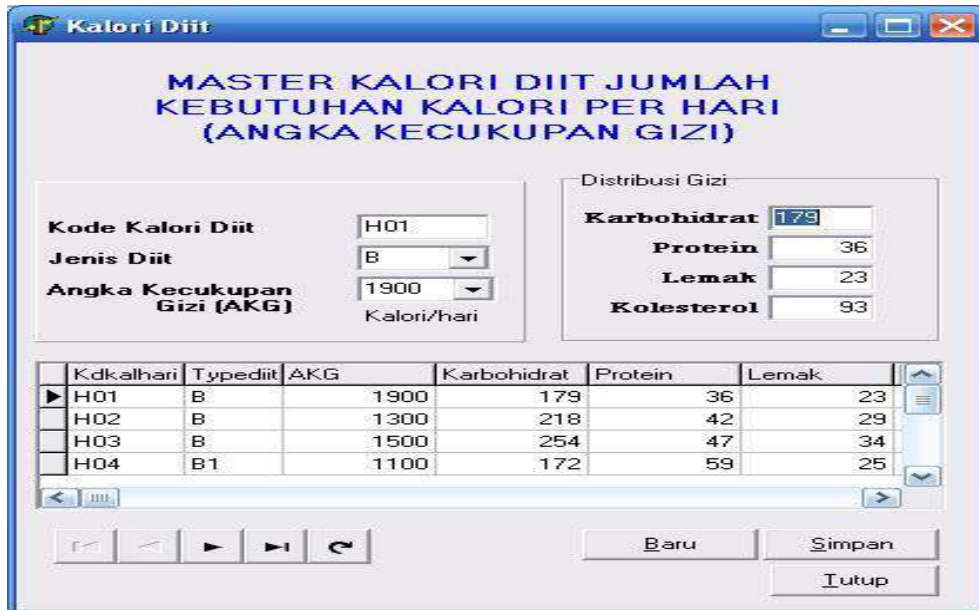 Kalori Diit
MASTER KALORI DIIT JUMLAH
KEBUTUHAN KALORI PER HARI
(ANGKA KECUKUPAN GIZI)
Kode Kalori Diit H01
Jenis Diit B
Angka Kecukupan 1900
Gizi (AKG) Kalori/hari
Distribusi Gizi
Karbohidrat 179
Protein 36
Lemak 23
Kolesterol 93
Kdkalhari Typediit AKG Karbohidrat Protein Lemak
H01 B 1900 179 36 23
H02 B 1300 218 42 29
H03 B 1500 254 47 34
H04 B1 1100 172 59 25
Baru Simpan
Tutup